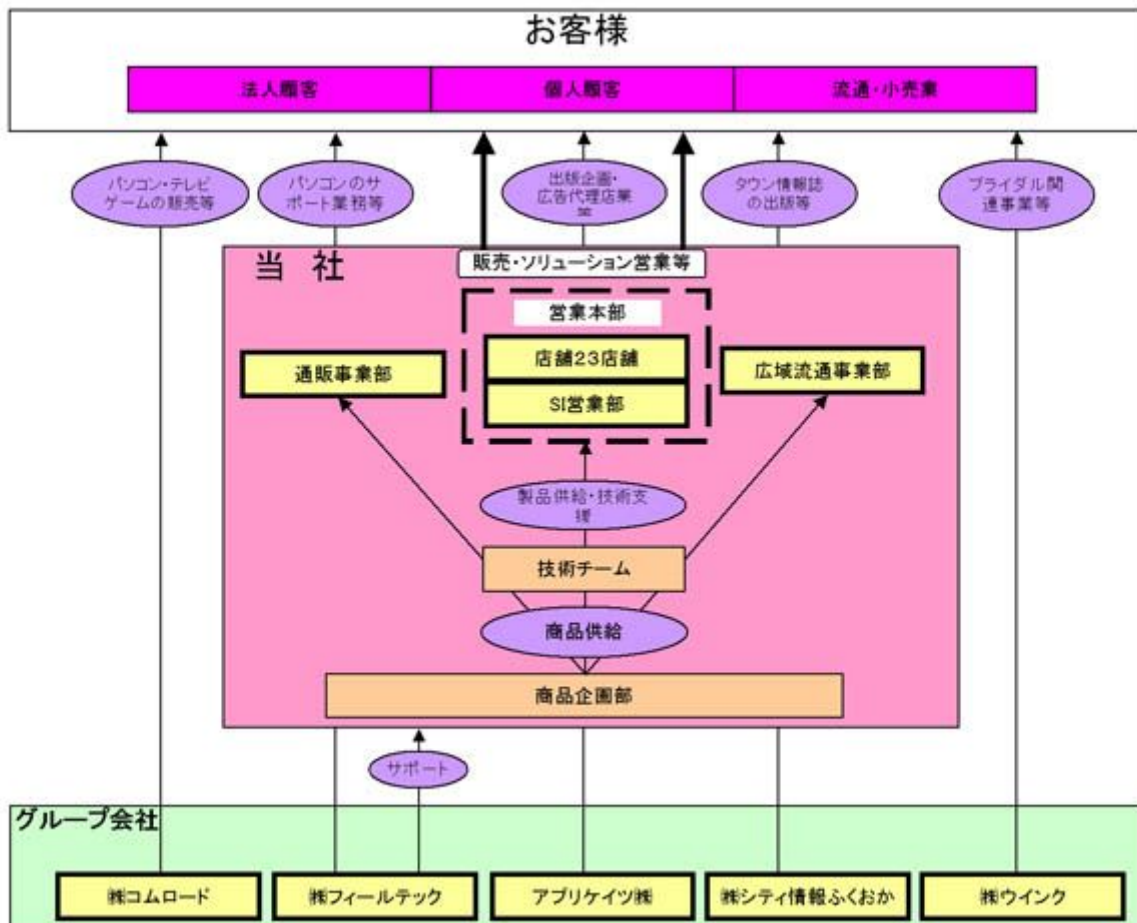 お客様
法人顧客
個人顧客
流通・小売業
パソコン・テレビ
ゲームの販売等
パソコンのサ
ポート業務等
出版企画・
広告代理店業
等
タウン情報誌
の出版等
ブライダル関
連事業等
当 社
販売・ソリューション営業等
営業本部
店舗23店舗
SI営業部
通販事業部
広域流通事業部
製品供給・技術支
援
技術チーム
商品供給
商品企画部
サポート
グループ会社
㈱コムロード
㈱フィールテック
アプリケイツ㈱
㈱シティ情報ふくおか
㈱ウインク